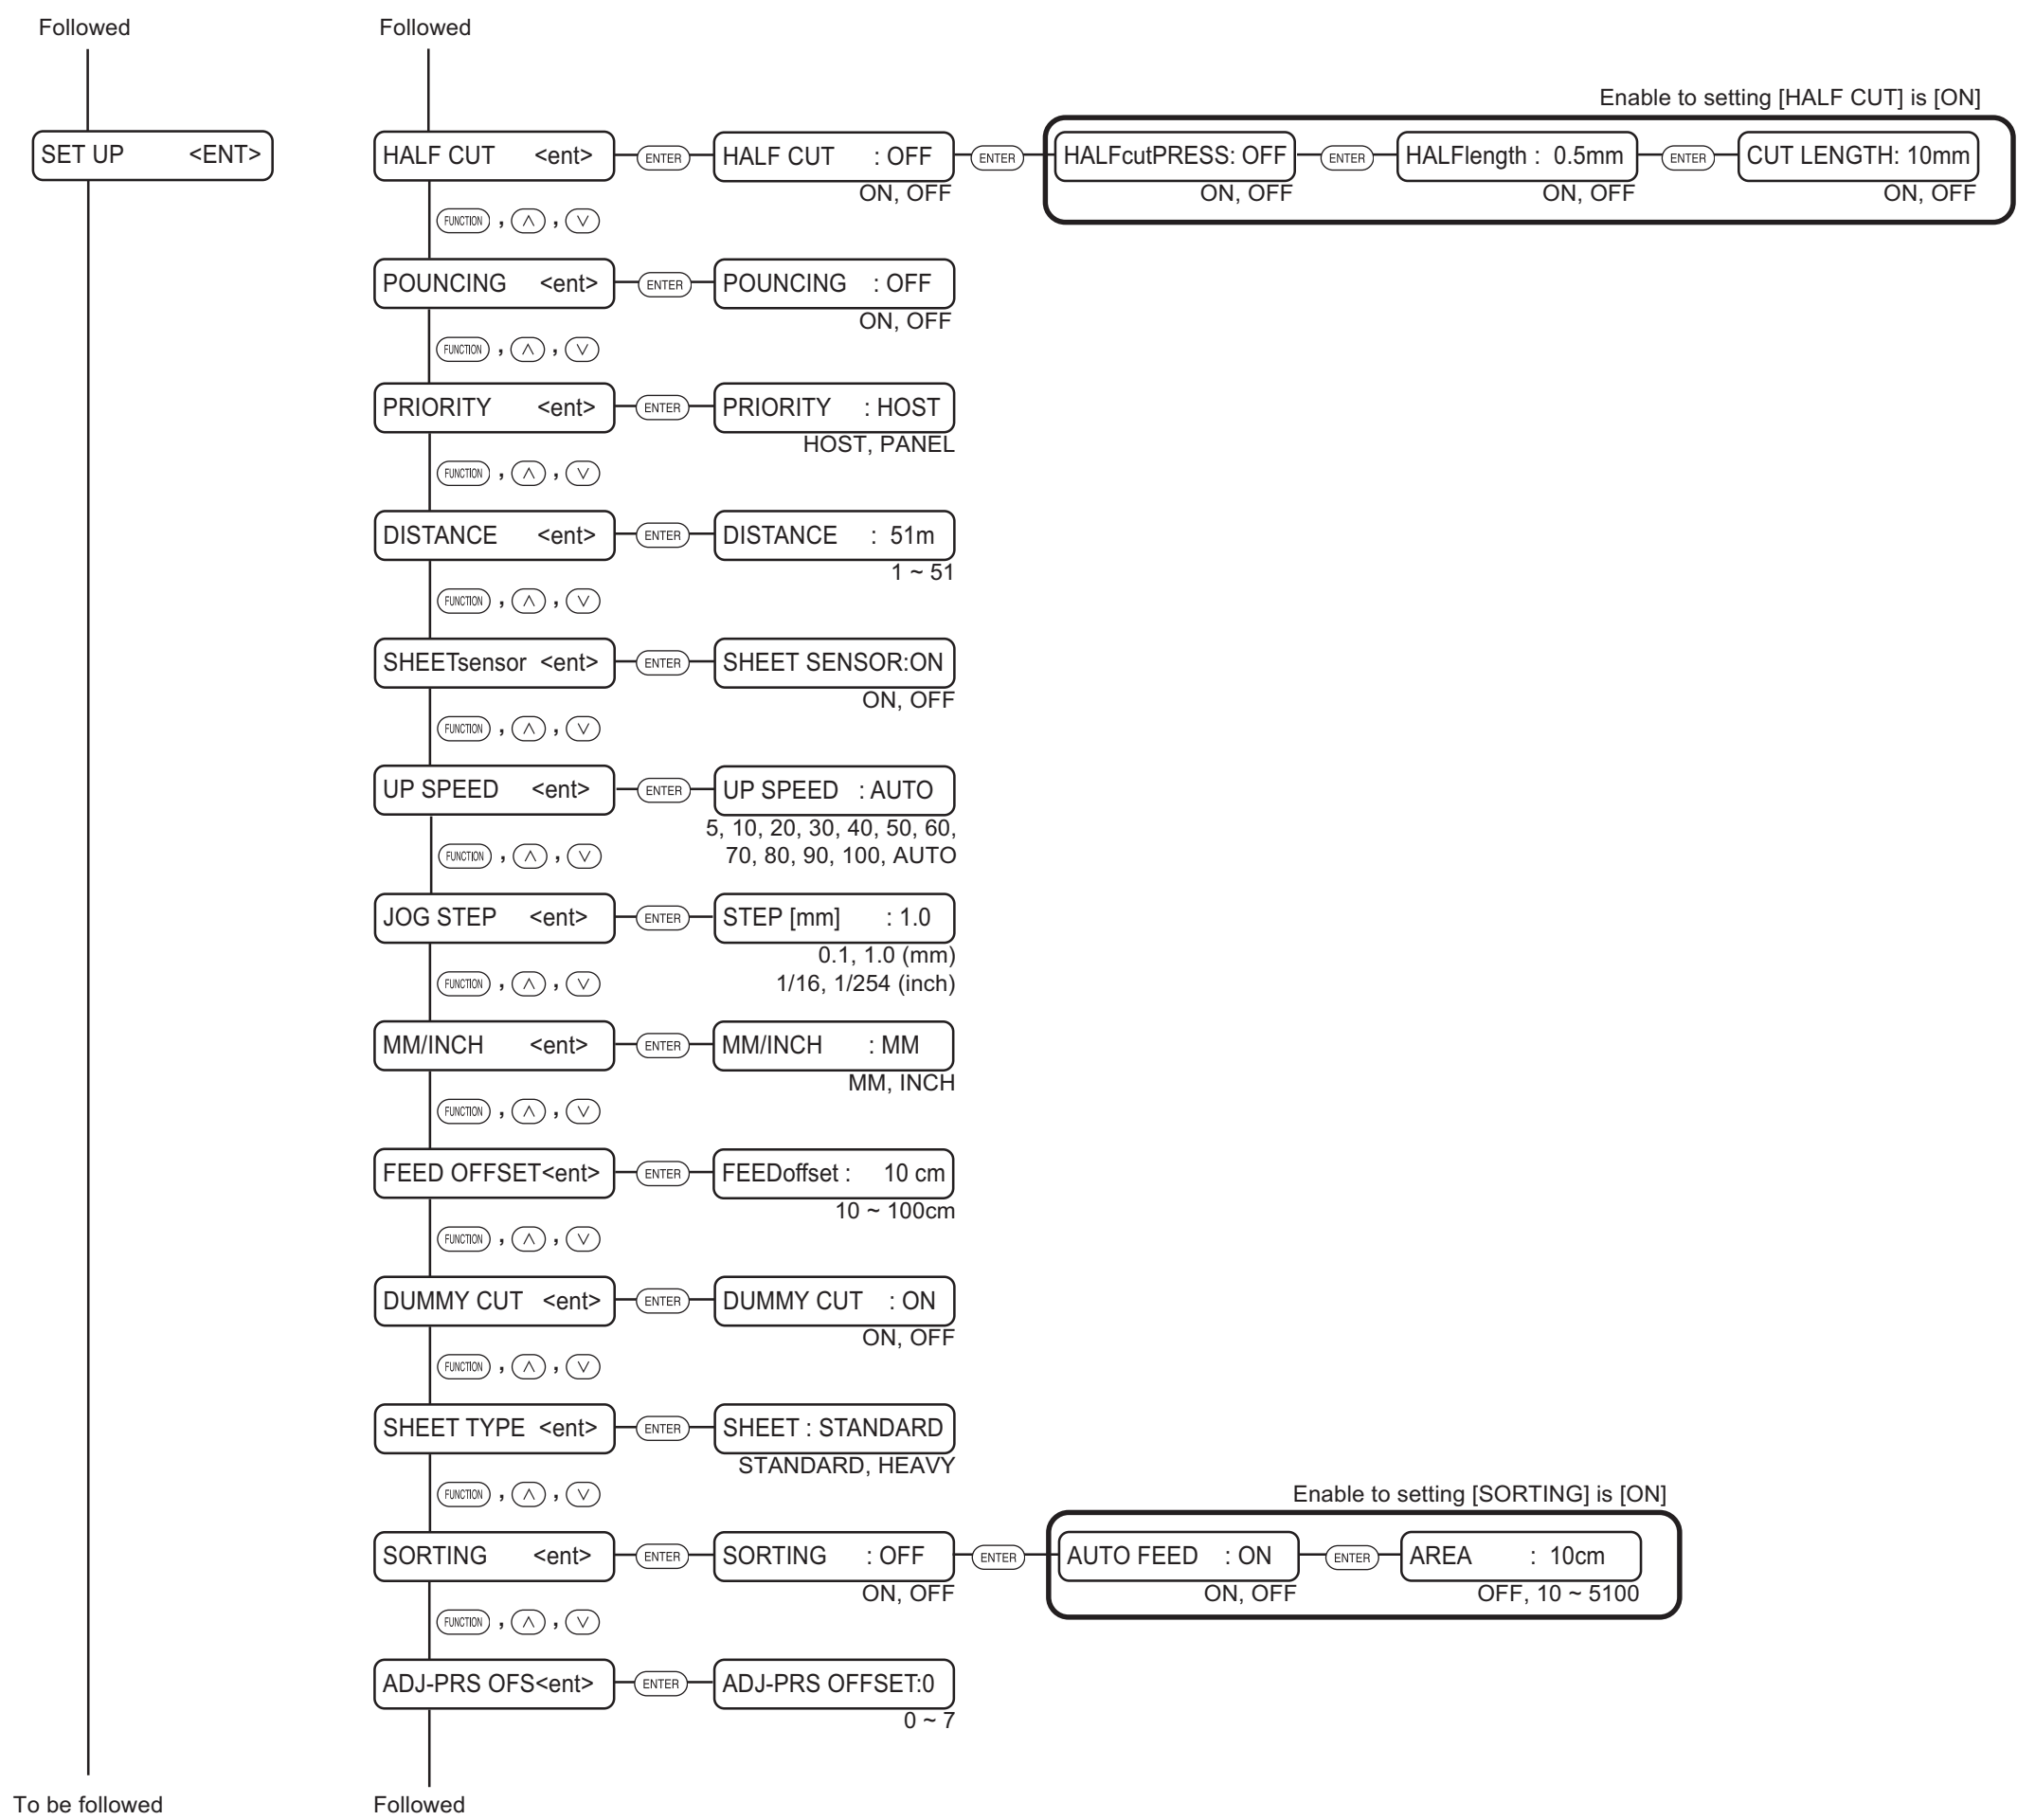 Followed
Followed
Enable to setting [HALF CUT] is [ON]
SET UP <ENT>
HALF CUT <ent> ENTER HALF CUT : OFF ENTER HALFcutPRESS: OFF ENTER HALFlength : 0.5mm ENTER CUT LENGTH: 10mm
ON, OFF ON, OFF ON, OFF ON, OFF
FUNCTION , ,
POUNCING <ent> ENTER POUNCING : OFF
ON, OFF
FUNCTION , ,
PRIORITY <ent> ENTER PRIORITY : HOST
HOST, PANEL
FUNCTION , ,
DISTANCE <ent> ENTER DISTANCE : 51m
1 ~ 51
FUNCTION , ,
SHEETsensor <ent> ENTER SHEET SENSOR:ON
ON, OFF
FUNCTION , ,
UP SPEED <ent> ENTER UP SPEED : AUTO
5, 10, 20, 30, 40, 50, 60,
70, 80, 90, 100, AUTO
FUNCTION , ,
JOG STEP <ent> ENTER STEP [mm] : 1.0
0.1, 1.0 (mm)
1/16, 1/254 (inch)
FUNCTION , ,
MM/INCH <ent> ENTER MM/INCH : MM
MM, INCH
FUNCTION , ,
FEED OFFSET<ent> ENTER FEEDoffset : 10 cm
10 ~ 100cm
FUNCTION , ,
DUMMY CUT <ent> ENTER DUMMY CUT : ON
ON, OFF
FUNCTION , ,
SHEET TYPE <ent> ENTER SHEET : STANDARD
STANDARD, HEAVY
FUNCTION , ,
Enable to setting [SORTING] is [ON]
SORTING <ent> ENTER SORTING : OFF ENTER AUTO FEED : ON ENTER AREA : 10cm
ON, OFF ON, OFF OFF, 10 ~ 5100
FUNCTION , ,
ADJ-PRS OFS<ent> ENTER ADJ-PRS OFFSET:0
0 ~ 7
To be followed
Followed